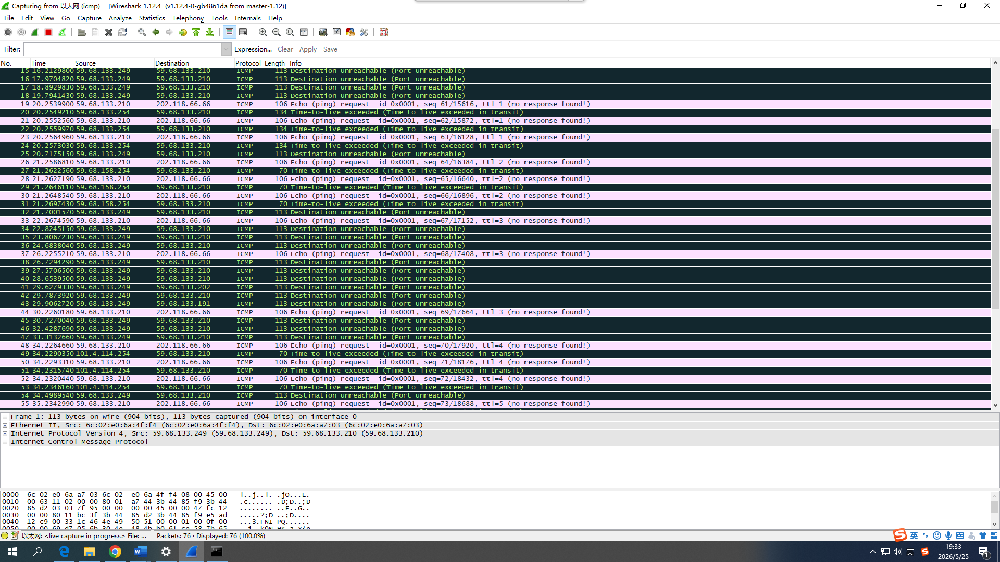 Capturing from 以太网 (icmp)   [Wireshark 1.12.4  (v1.12.4-0-gb4861da from master-1.12)]
File Edit View Go Capture Analyze Statistics Telephony Tools Internals Help
Filter: Expression... Clear Apply Save
No. Time Source Destination Protocol Length Info
15 16.2129800 59.68.133.249 59.68.133.210 ICMP 113 Destination unreachable (Port unreachable)
16 17.9704820 59.68.133.249 59.68.133.210 ICMP 113 Destination unreachable (Port unreachable)
17 18.8929830 59.68.133.249 59.68.133.210 ICMP 113 Destination unreachable (Port unreachable)
18 19.7941430 59.68.133.249 59.68.133.210 ICMP 113 Destination unreachable (Port unreachable)
19 20.2539900 59.68.133.210 202.118.66.66 ICMP 106 Echo (ping) request  id=0x0001, seq=61/15616, ttl=1 (no response found!)
20 20.2549210 59.68.133.254 59.68.133.210 ICMP 134 Time-to-live exceeded (Time to live exceeded in transit)
21 20.2552560 59.68.133.210 202.118.66.66 ICMP 106 Echo (ping) request  id=0x0001, seq=62/15872, ttl=1 (no response found!)
22 20.2559970 59.68.133.254 59.68.133.210 ICMP 134 Time-to-live exceeded (Time to live exceeded in transit)
23 20.2564960 59.68.133.210 202.118.66.66 ICMP 106 Echo (ping) request  id=0x0001, seq=63/16128, ttl=1 (no response found!)
24 20.2573030 59.68.133.254 59.68.133.210 ICMP 134 Time-to-live exceeded (Time to live exceeded in transit)
25 20.7175150 59.68.133.249 59.68.133.210 ICMP 113 Destination unreachable (Port unreachable)
26 21.2586810 59.68.133.210 202.118.66.66 ICMP 106 Echo (ping) request  id=0x0001, seq=64/16384, ttl=2 (no response found!)
27 21.2622560 59.68.158.254 59.68.133.210 ICMP 70 Time-to-live exceeded (Time to live exceeded in transit)
28 21.2627190 59.68.133.210 202.118.66.66 ICMP 106 Echo (ping) request  id=0x0001, seq=65/16640, ttl=2 (no response found!)
29 21.2646110 59.68.158.254 59.68.133.210 ICMP 70 Time-to-live exceeded (Time to live exceeded in transit)
30 21.2648540 59.68.133.210 202.118.66.66 ICMP 106 Echo (ping) request  id=0x0001, seq=66/16896, ttl=2 (no response found!)
31 21.2697430 59.68.158.254 59.68.133.210 ICMP 70 Time-to-live exceeded (Time to live exceeded in transit)
32 21.7001570 59.68.133.249 59.68.133.210 ICMP 113 Destination unreachable (Port unreachable)
33 22.2674590 59.68.133.210 202.118.66.66 ICMP 106 Echo (ping) request  id=0x0001, seq=67/17152, ttl=3 (no response found!)
34 22.8245150 59.68.133.249 59.68.133.210 ICMP 113 Destination unreachable (Port unreachable)
35 23.8067230 59.68.133.249 59.68.133.210 ICMP 113 Destination unreachable (Port unreachable)
36 24.6838040 59.68.133.249 59.68.133.210 ICMP 113 Destination unreachable (Port unreachable)
37 26.2255210 59.68.133.210 202.118.66.66 ICMP 106 Echo (ping) request  id=0x0001, seq=68/17408, ttl=3 (no response found!)
38 26.7294290 59.68.133.249 59.68.133.210 ICMP 113 Destination unreachable (Port unreachable)
39 27.5706500 59.68.133.249 59.68.133.210 ICMP 113 Destination unreachable (Port unreachable)
40 28.6539500 59.68.133.249 59.68.133.210 ICMP 113 Destination unreachable (Port unreachable)
41 29.6279330 59.68.133.249 59.68.133.202 ICMP 113 Destination unreachable (Port unreachable)
42 29.7873920 59.68.133.249 59.68.133.210 ICMP 113 Destination unreachable (Port unreachable)
43 29.9062720 59.68.133.249 59.68.133.191 ICMP 113 Destination unreachable (Port unreachable)
44 30.2260180 59.68.133.210 202.118.66.66 ICMP 106 Echo (ping) request  id=0x0001, seq=69/17664, ttl=3 (no response found!)
45 30.7270040 59.68.133.249 59.68.133.210 ICMP 113 Destination unreachable (Port unreachable)
46 32.4287690 59.68.133.249 59.68.133.210 ICMP 113 Destination unreachable (Port unreachable)
47 33.3132660 59.68.133.249 59.68.133.210 ICMP 113 Destination unreachable (Port unreachable)
48 34.2264660 59.68.133.210 202.118.66.66 ICMP 106 Echo (ping) request  id=0x0001, seq=70/17920, ttl=4 (no response found!)
49 34.2290350 101.4.114.254 59.68.133.210 ICMP 70 Time-to-live exceeded (Time to live exceeded in transit)
50 34.2293310 59.68.133.210 202.118.66.66 ICMP 106 Echo (ping) request  id=0x0001, seq=71/18176, ttl=4 (no response found!)
51 34.2315740 101.4.114.254 59.68.133.210 ICMP 70 Time-to-live exceeded (Time to live exceeded in transit)
52 34.2320440 59.68.133.210 202.118.66.66 ICMP 106 Echo (ping) request  id=0x0001, seq=72/18432, ttl=4 (no response found!)
53 34.2346160 101.4.114.254 59.68.133.210 ICMP 70 Time-to-live exceeded (Time to live exceeded in transit)
54 34.4989540 59.68.133.249 59.68.133.210 ICMP 113 Destination unreachable (Port unreachable)
55 35.2342990 59.68.133.210 202.118.66.66 ICMP 106 Echo (ping) request  id=0x0001, seq=73/18688, ttl=5 (no response found!)
Frame 1: 113 bytes on wire (904 bits), 113 bytes captured (904 bits) on interface 0
Ethernet II, Src: 6c:02:e0:6a:4f:f4 (6c:02:e0:6a:4f:f4), Dst: 6c:02:e0:6a:a7:03 (6c:02:e0:6a:a7:03)
Internet Protocol Version 4, Src: 59.68.133.249 (59.68.133.249), Dst: 59.68.133.210 (59.68.133.210)
Internet Control Message Protocol
0000  6c 02 e0 6a a7 03 6c 02  e0 6a 4f f4 08 00 45 00   l..j..l. .jO...E.
0010  00 63 11 02 00 00 80 01  a7 44 3b 44 85 f9 3b 44   .c...... .D;D..;D
0020  85 d2 03 03 7f 95 00 00  00 00 45 00 00 47 fc 12   ........ ..E..G..
0030  00 00 80 11 bc 3f 3b 44  85 d2 3b 44 85 f9 e5 ad   .....?;D ..;D....
0040  12 c9 00 33 1c 46 4e 49  50 51 00 00 01 00 0f 00   ...3.FNI PQ......
以太网: <live capture in progress> File: ... Packets: 76 · Displayed: 76 (100.0%)
英
英 19:33
2026/5/25
1